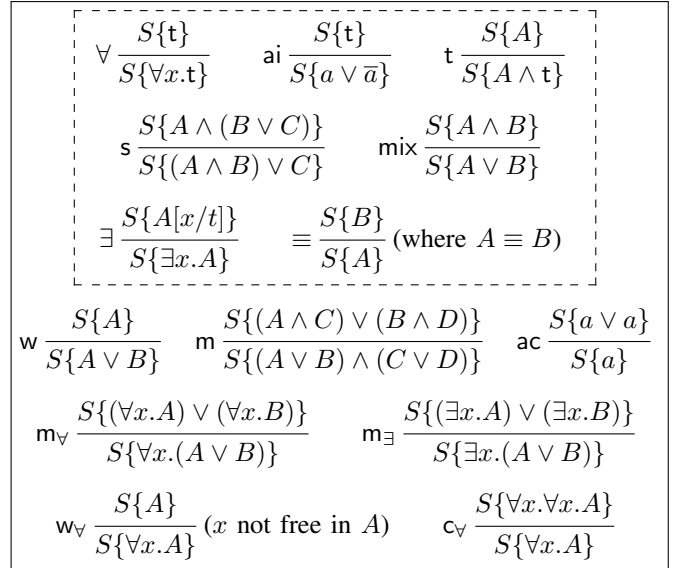 ∀ S{t} / S{∀x.t}    ai S{t} / S{a ∨ a̅}    t S{A} / S{A ∧ t}
s S{A ∧ (B ∨ C)} / S{(A ∧ B) ∨ C}    mix S{A ∧ B} / S{A ∨ B}
∃ S{A[x/t]} / S{∃x.A}    ≡ S{B} / S{A} (where A ≡ B)
w S{A} / S{A ∨ B}    m S{(A ∧ C) ∨ (B ∧ D)} / S{(A ∨ B) ∧ (C ∨ D)}    ac S{a ∨ a} / S{a}
m∀ S{(∀x.A) ∨ (∀x.B)} / S{∀x.(A ∨ B)}    m∃ S{(∃x.A) ∨ (∃x.B)} / S{∃x.(A ∨ B)}
w∀ S{A} / S{∀x.A} (x not free in A)    c∀ S{∀x.∀x.A} / S{∀x.A}